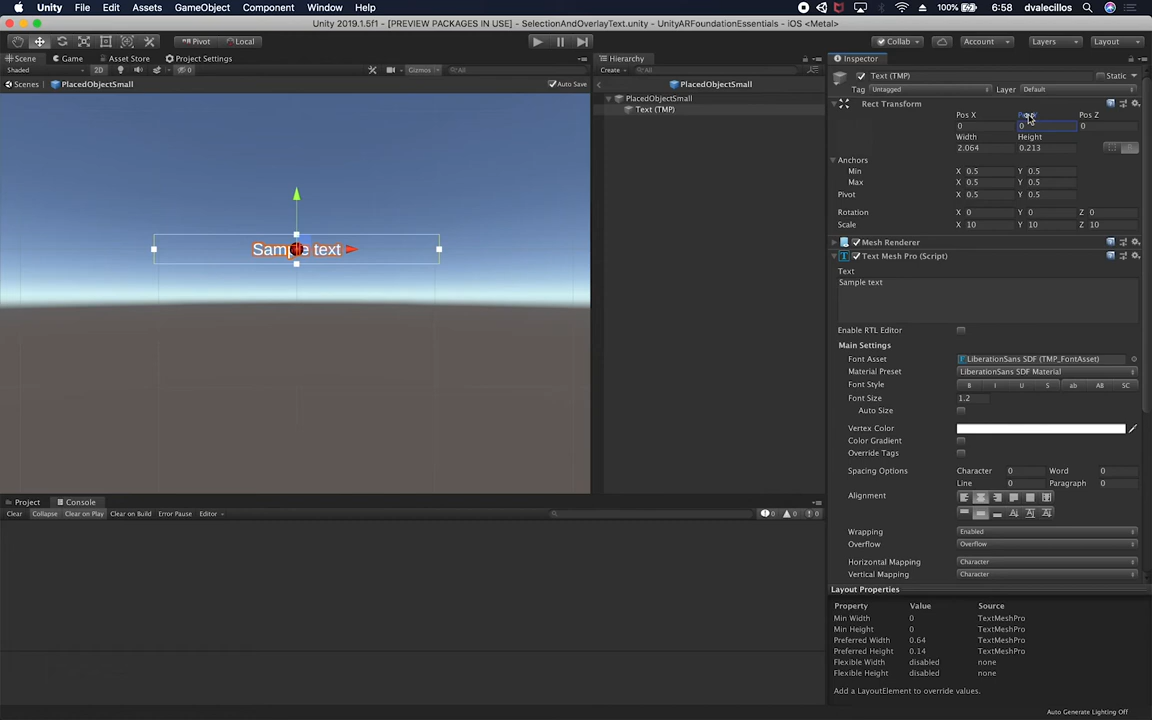 Unity File Edit Assets GameObject Component Window Help 100% 6:58 dvalecillos
Unity 2019.1.5f1 - [PREVIEW PACKAGES IN USE] - SelectionAndOverlayText.unity - UnityARFoundationEssentials - iOS <Metal>
Pivot Local Collab Account Layers Layout
Scene Game Asset Store Project Settings Hierarchy Inspector
Shaded 2D 0 Gizmos All Create All
Scenes PlacedObjectSmall Auto Save PlacedObjectSmall
PlacedObjectSmall
Text (TMP)
Sample text
Text (TMP) Static
Tag Untagged Layer Default
Rect Transform
Pos X Pos Z
0 0 0
Width Height
2.064 0.213 R
Anchors
Min X 0.5 Y 0.5
Max X 0.5 Y 0.5
Pivot X 0.5 Y 0.5
Rotation X 0 Y 0 Z 0
Scale X 10 Y 10 Z 10
Mesh Renderer
Text Mesh Pro (Script)
Text
Sample text
Enable RTL Editor
Main Settings
Font Asset LiberationSans SDF (TMP_FontAsset)
Material Preset LiberationSans SDF Material
Font Style B I U S ab AB SC
Font Size 1.2
Auto Size
Vertex Color
Color Gradient
Override Tags
Spacing Options Character 0 Word 0
Line 0 Paragraph 0
Alignment
Wrapping Enabled
Overflow Overflow
Horizontal Mapping Character
Vertical Mapping Character
Layout Properties
Property Value Source
Min Width 0 TextMeshPro
Min Height 0 TextMeshPro
Preferred Width 0.64 TextMeshPro
Preferred Height 0.14 TextMeshPro
Flexible Width disabled none
Flexible Height disabled none
Add a LayoutElement to override values.
Project Console
Clear Collapse Clear on Play Clear on Build Error Pause Editor 0 0 0
Auto Generate Lighting Off